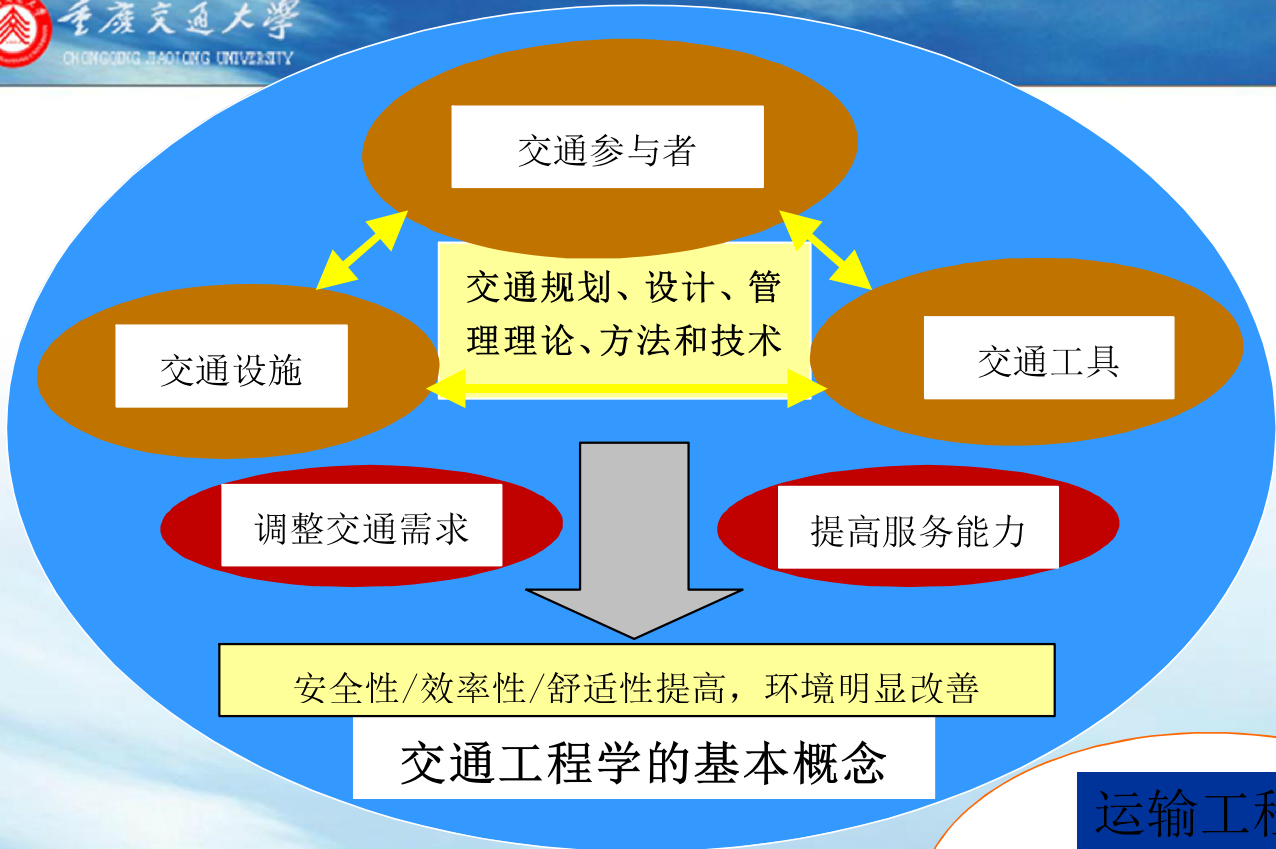 重庆交通大学
CHONGQING JIAOTONG UNIVERSITY
交通参与者
交通规划、设计、管
理理论、方法和技术
交通设施
交通工具
调整交通需求
提高服务能力
安全性/效率性/舒适性提高，环境明显改善
交通工程学的基本概念
运输工程